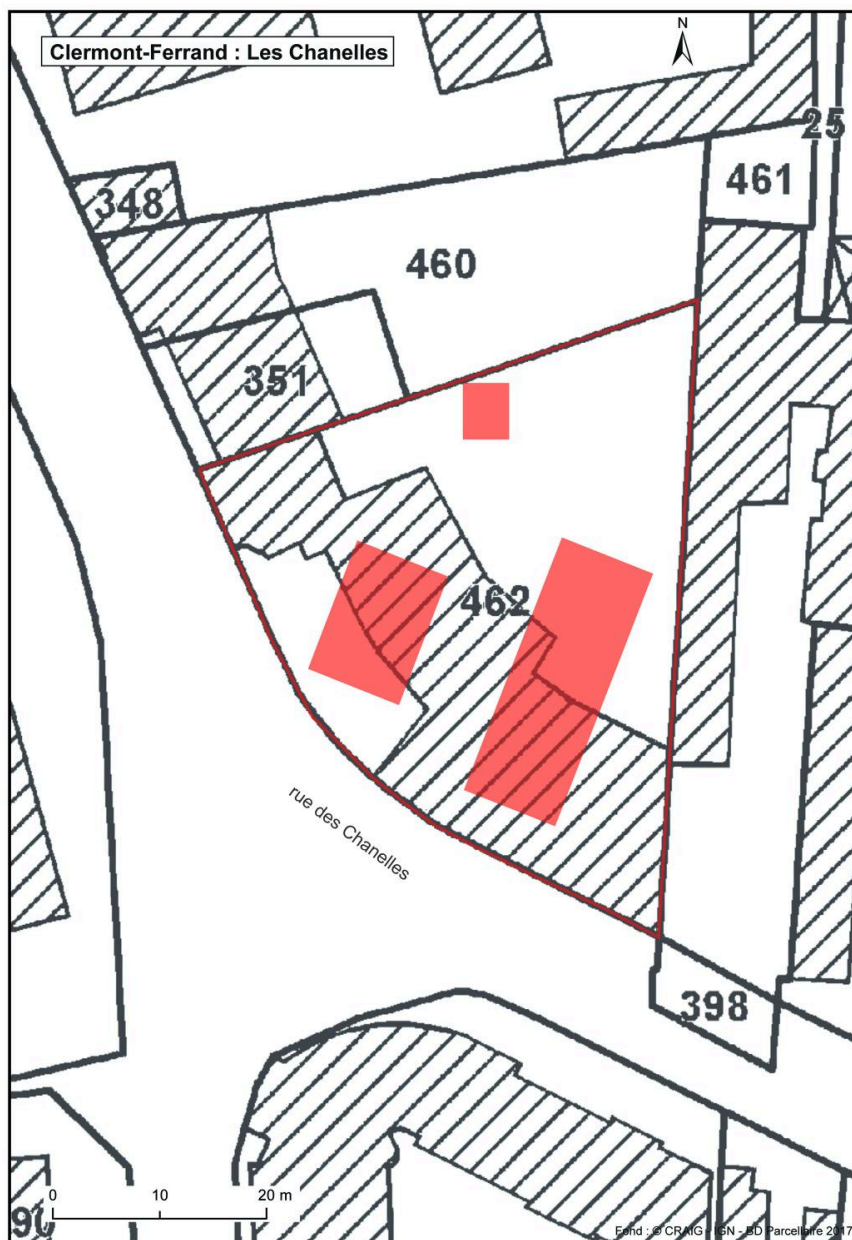 N
Clermont-Ferrand : Les Chanelles
25
461
348
460
351
462
rue des Chanelles
398
0 10 20 m
Fond : © CRAIG - IGN - BD Parcellaire 2017